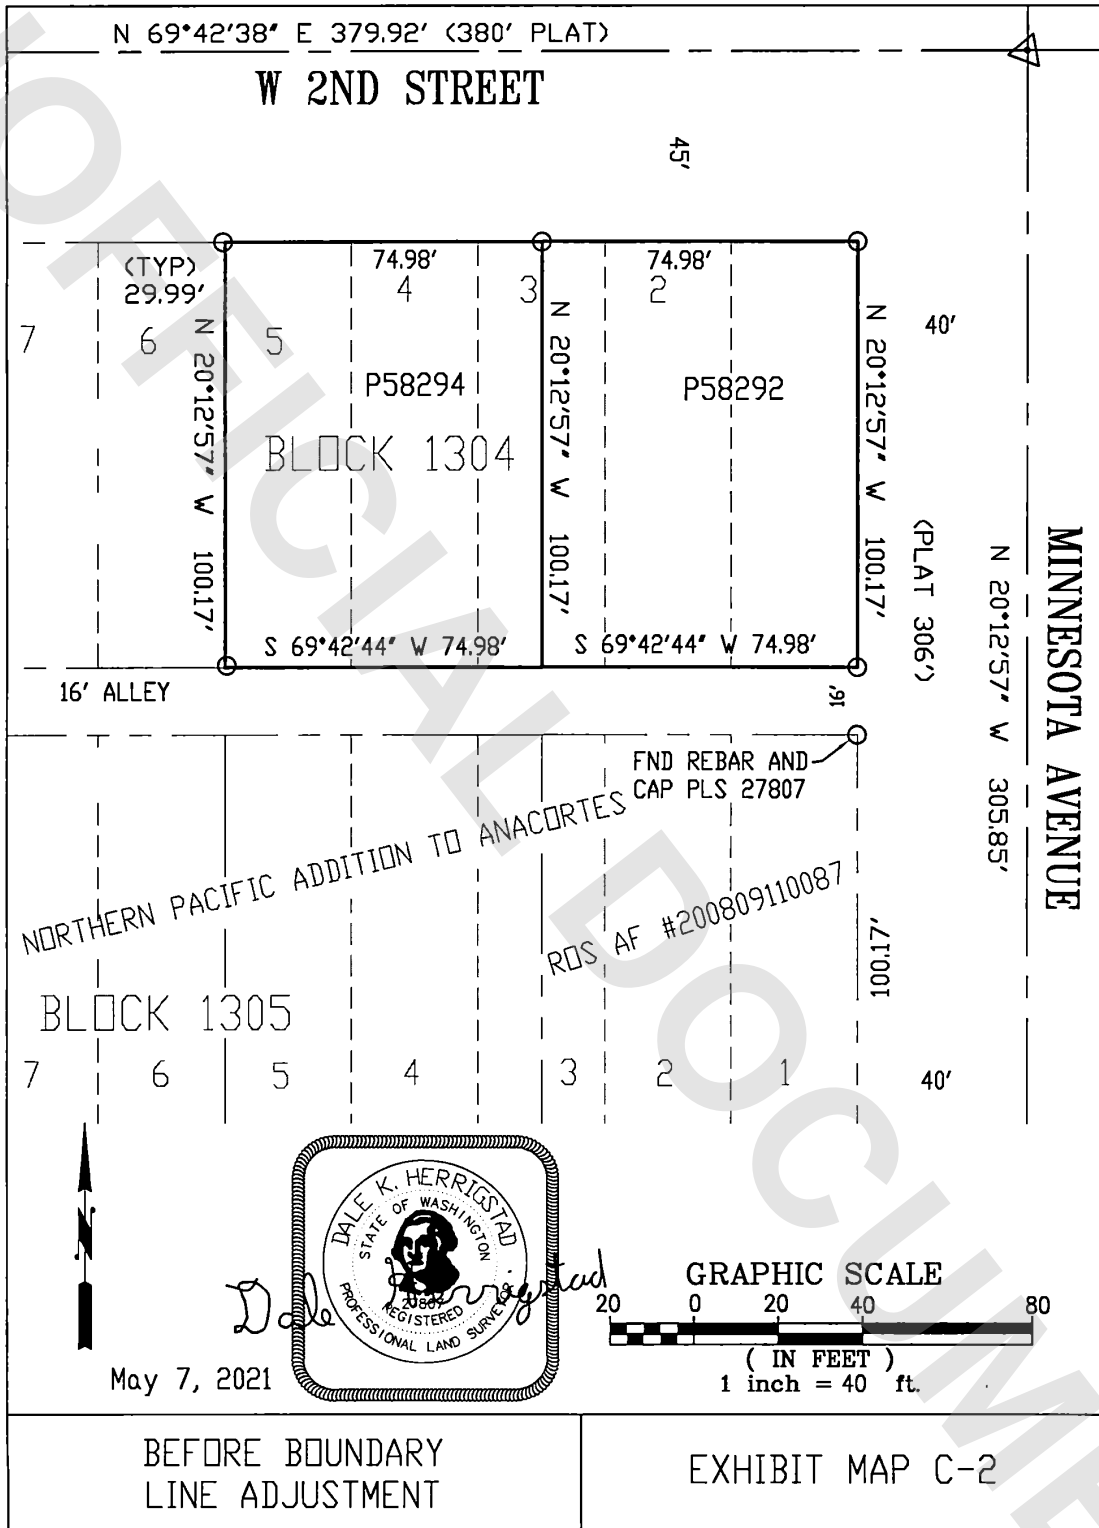 N 69°42'38" E 379.92' (380' PLAT)
W 2ND STREET
45'
(TYP)
29.99'
74.98'
74.98'
7
6
5
4
3
2
N 20°12'57" W 100.17'
N 20°12'57" W 100.17'
N 20°12'57" W 100.17'
40'
P58294
P58292
BLOCK 1304
(PLAT 306')
N 20°12'57" W 305.85'
MINNESOTA AVENUE
S 69°42'44" W 74.98'
S 69°42'44" W 74.98'
16' ALLEY
16'
FND REBAR AND
CAP PLS 27807
NORTHERN PACIFIC ADDITION TO ANACORTES
ROS AF #200809110087
100.17'
BLOCK 1305
7
6
5
4
3
2
1
40'
N
DALE K. HERRIGSTAD
STATE OF WASHINGTON
27807
REGISTERED
PROFESSIONAL LAND SURVEYOR
Dale Herrigstad
May 7, 2021
GRAPHIC SCALE
20 0 20 40 80
( IN FEET )
1 inch = 40 ft.
BEFORE BOUNDARY
LINE ADJUSTMENT
EXHIBIT MAP C-2
UNOFFICIAL DOCUMENT